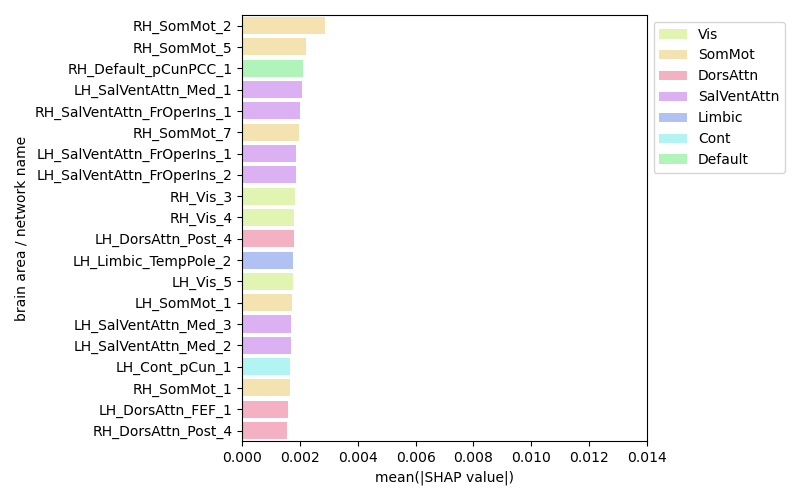 RH_SomMot_2
RH_SomMot_5
RH_Default_pCunPCC_1
LH_SalVentAttn_Med_1
RH_SalVentAttn_FrOperIns_1
RH_SomMot_7
LH_SalVentAttn_FrOperIns_1
LH_SalVentAttn_FrOperIns_2
RH_Vis_3
RH_Vis_4
LH_DorsAttn_Post_4
LH_Limbic_TempPole_2
LH_Vis_5
LH_SomMot_1
LH_SalVentAttn_Med_3
LH_SalVentAttn_Med_2
LH_Cont_pCun_1
RH_SomMot_1
LH_DorsAttn_FEF_1
RH_DorsAttn_Post_4
brain area / network name
0.000 0.002 0.004 0.006 0.008 0.010 0.012 0.014
mean(|SHAP value|)
Vis
SomMot
DorsAttn
SalVentAttn
Limbic
Cont
Default